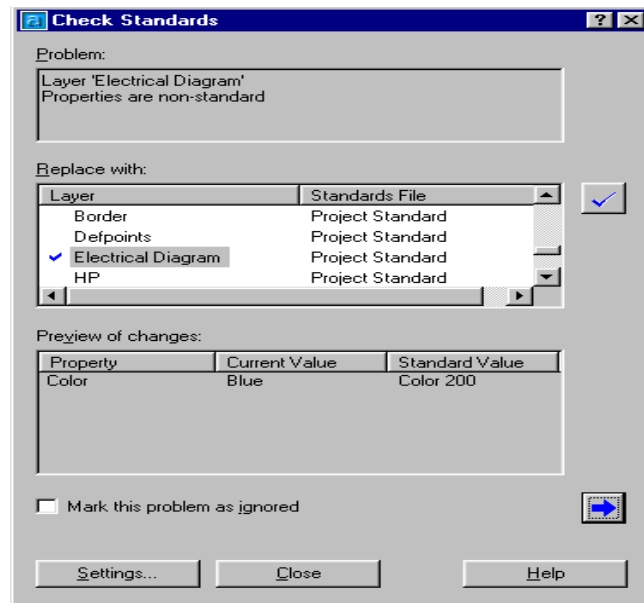 Check Standards
Problem:
Layer 'Electrical Diagram'
Properties are non-standard
Replace with:
Layer Standards File
Border Project Standard
Defpoints Project Standard
Electrical Diagram Project Standard
HP Project Standard
Preview of changes:
Property Current Value Standard Value
Color Blue Color 200
Mark this problem as ignored
Settings... Close Help